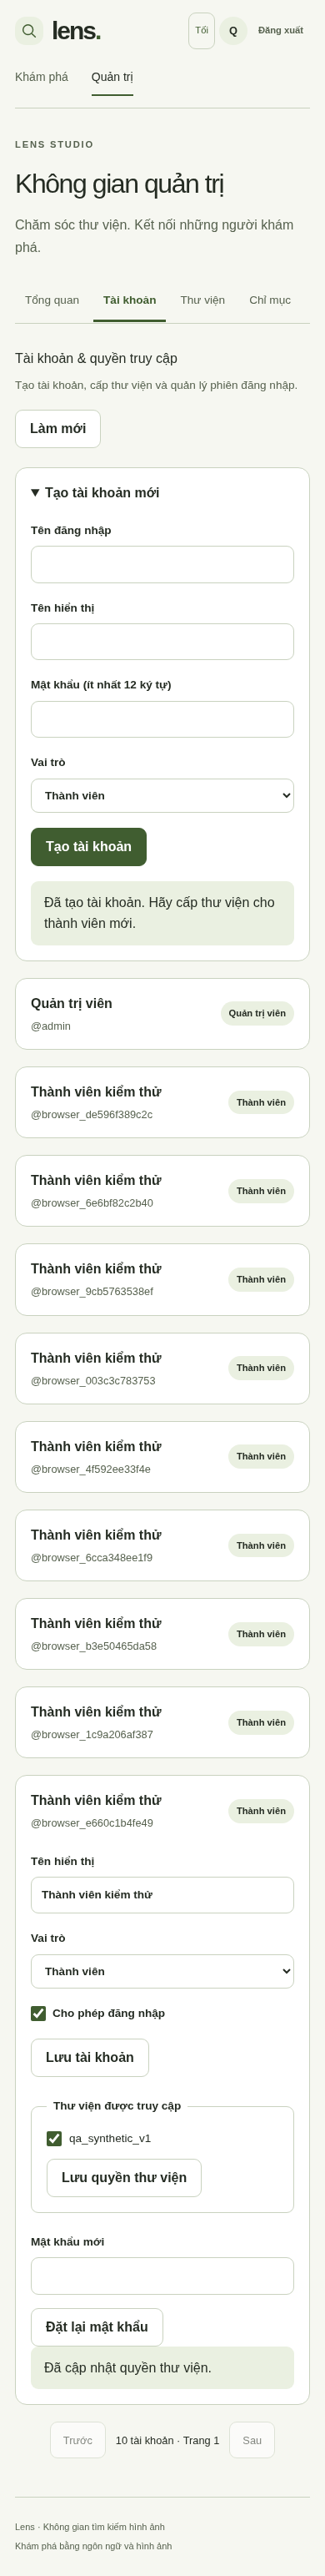 lens.
Tối
Q
Đăng xuất
Khám phá
Quản trị
LENS STUDIO
Không gian quản trị
Chăm sóc thư viện. Kết nối những người khám
phá.
Tổng quan
Tài khoản
Thư viện
Chỉ mục
Tài khoản & quyền truy cập
Tạo tài khoản, cấp thư viện và quản lý phiên đăng nhập.
Làm mới
Tạo tài khoản mới
Tên đăng nhập
Tên hiển thị
Mật khẩu (ít nhất 12 ký tự)
Vai trò
Thành viên
Tạo tài khoản
Đã tạo tài khoản. Hãy cấp thư viện cho
thành viên mới.
Quản trị viên
@admin
Quản trị viên
Thành viên kiểm thử
@browser_de596f389c2c
Thành viên
Thành viên kiểm thử
@browser_6e6bf82c2b40
Thành viên
Thành viên kiểm thử
@browser_9cb5763538ef
Thành viên
Thành viên kiểm thử
@browser_003c3c783753
Thành viên
Thành viên kiểm thử
@browser_4f592ee33f4e
Thành viên
Thành viên kiểm thử
@browser_6cca348ee1f9
Thành viên
Thành viên kiểm thử
@browser_b3e50465da58
Thành viên
Thành viên kiểm thử
@browser_1c9a206af387
Thành viên
Thành viên kiểm thử
@browser_e660c1b4fe49
Thành viên
Tên hiển thị
Thành viên kiểm thử
Vai trò
Thành viên
Cho phép đăng nhập
Lưu tài khoản
Thư viện được truy cập
qa_synthetic_v1
Lưu quyền thư viện
Mật khẩu mới
Đặt lại mật khẩu
Đã cập nhật quyền thư viện.
Trước
10 tài khoản · Trang 1
Sau
Lens · Không gian tìm kiếm hình ảnh
Khám phá bằng ngôn ngữ và hình ảnh